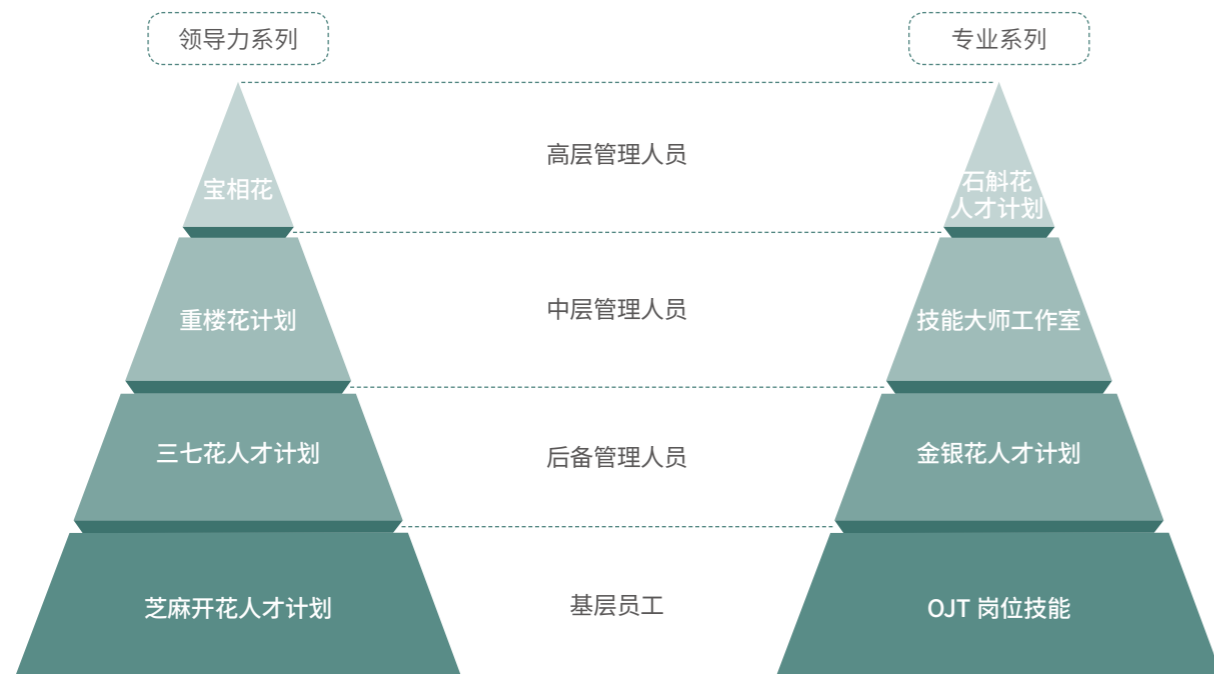 领导力系列
专业系列
高层管理人员
宝相花
石斛花
人才计划
中层管理人员
重楼花计划
技能大师工作室
三七花人才计划
后备管理人员
金银花人才计划
芝麻开花人才计划
基层员工
OJT 岗位技能